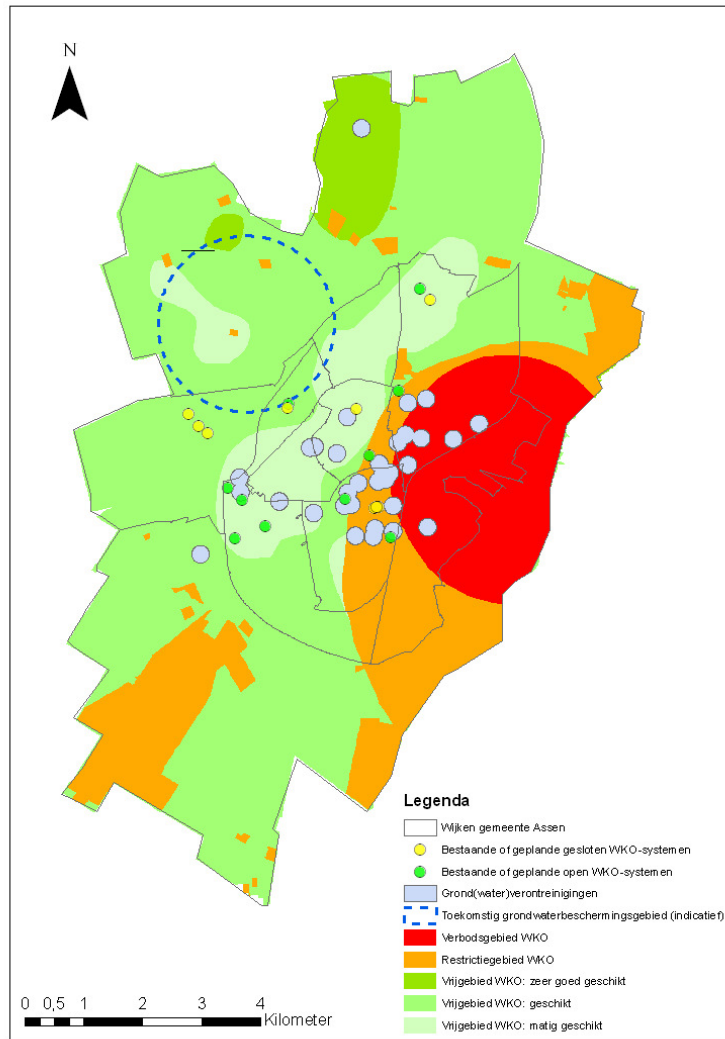 N
Legenda
Wijken gemeente Assen
Bestaande of geplande gesloten WKO-systemen
Bestaande of geplande open WKO-systemen
Grond(water)verontreinigingen
Toekomstig grondwaterbeschermingsgebied (indicatief)
Verbodsgebied WKO
Restrictiegebied WKO
Vrijgebied WKO: zeer goed geschikt
Vrijgebied WKO: geschikt
Vrijgebied WKO: matig geschikt
0 0,5 1 2 3 4
Kilometer